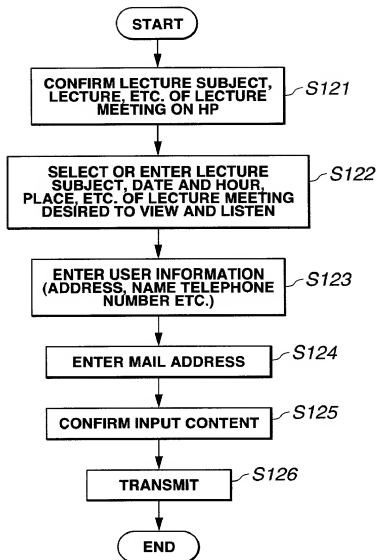 START
CONFIRM LECTURE SUBJECT,
LECTURE, ETC. OF LECTURE
MEETING ON HP
S121
SELECT OR ENTER LECTURE
SUBJECT, DATE AND HOUR,
PLACE, ETC. OF LECTURE MEETING
DESIRED TO VIEW AND LISTEN
S122
ENTER USER INFORMATION
(ADDRESS, NAME TELEPHONE
NUMBER ETC.)
S123
ENTER MAIL ADDRESS
S124
CONFIRM INPUT CONTENT
S125
TRANSMIT
S126
END